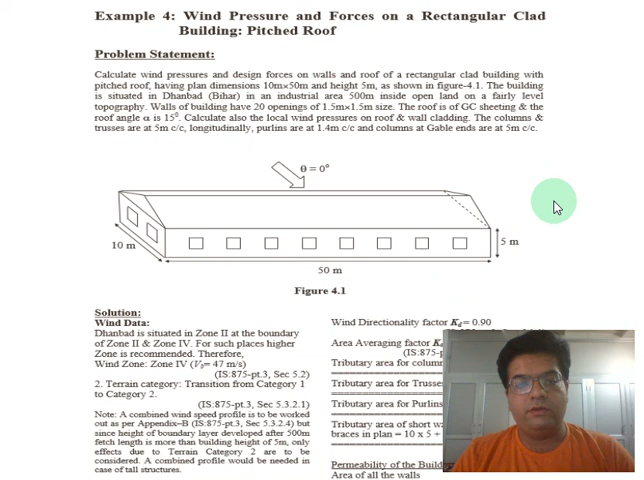 Example 4: Wind Pressure and Forces on a Rectangular Clad
Building: Pitched Roof
Problem Statement:
Calculate wind pressures and design forces on walls and roof of a rectangular clad building with
pitched roof, having plan dimensions 10m×50m and height 5m, as shown in figure-4.1. The building
is situated in Dhanbad (Bihar) in an industrial area 500m inside open land on a fairly level
topography. Walls of building have 20 openings of 1.5m×1.5m size. The roof is of GC sheeting & the
roof angle α is 15⁰. Calculate also the local wind pressures on roof & wall cladding. The columns &
trusses are at 5m c/c, longitudinally, purlins are at 1.4m c/c and columns at Gable ends are at 5m c/c.
θ = 0°
10 m
5 m
50 m
Figure 4.1
Solution:
Wind Data:
Dhanbad is situated in Zone II at the boundary
of Zone II & Zone IV. For such places higher
Zone is recommended. Therefore,
Wind Zone: Zone IV (Vb= 47 m/s)
(IS:875-pt.3, Sec 5.2)
2. Terrain category: Transition from Category 1
to Category 2.
(IS:875-pt.3, Sec 5.3.2.1)
Note: A combined wind speed profile is to be worked
out as per Appendix–B (IS:875-pt.3, Sec 5.3.2.4) but
since height of boundary layer developed after 500m
fetch length is more than building height of 5m, only
effects due to Terrain Category 2 are to be
considered. A combined profile would be needed in
case of tall structures.
Wind Directionality factor Kd= 0.90
Area Averaging factor
(IS:875-
Tributary area for
Tributary area for
Tributary area for Purlins
Tributary area of short
braces in plan = 10 x 5 ÷
Permeability of the
Area of all the walls